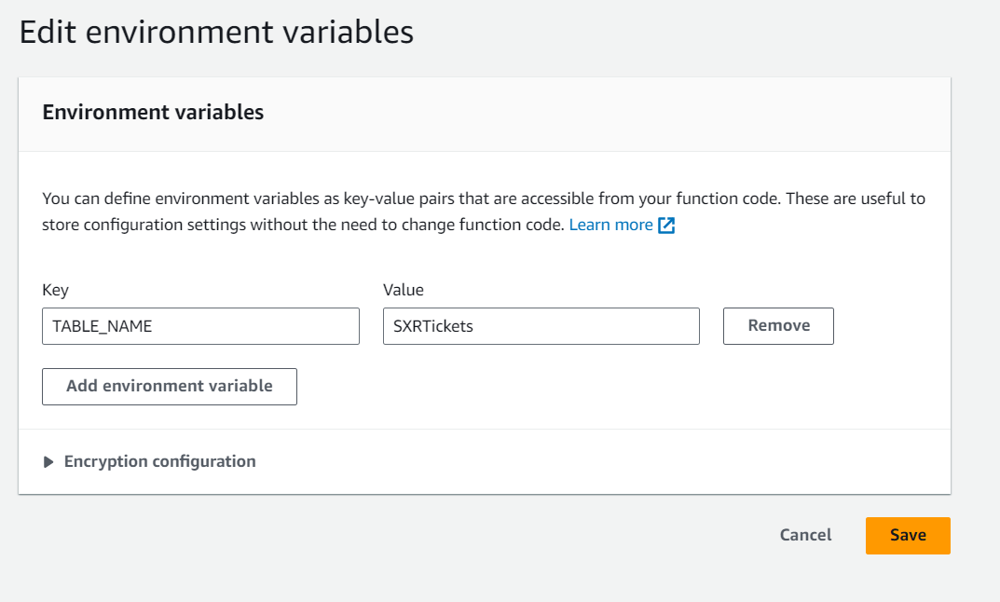 Edit environment variables
Environment variables
You can define environment variables as key-value pairs that are accessible from your function code. These are useful to
store configuration settings without the need to change function code. Learn more
Key
Value
TABLE_NAME
SXRTickets
Remove
Add environment variable
Encryption configuration
Cancel
Save